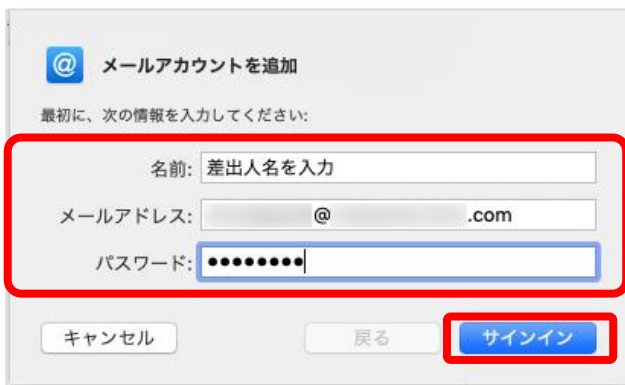 メールアカウントを追加
最初に、次の情報を入力してください:
名前: 差出人名を入力
メールアドレス: @ .com
パスワード: ••••••••
キャンセル 戻る サインイン